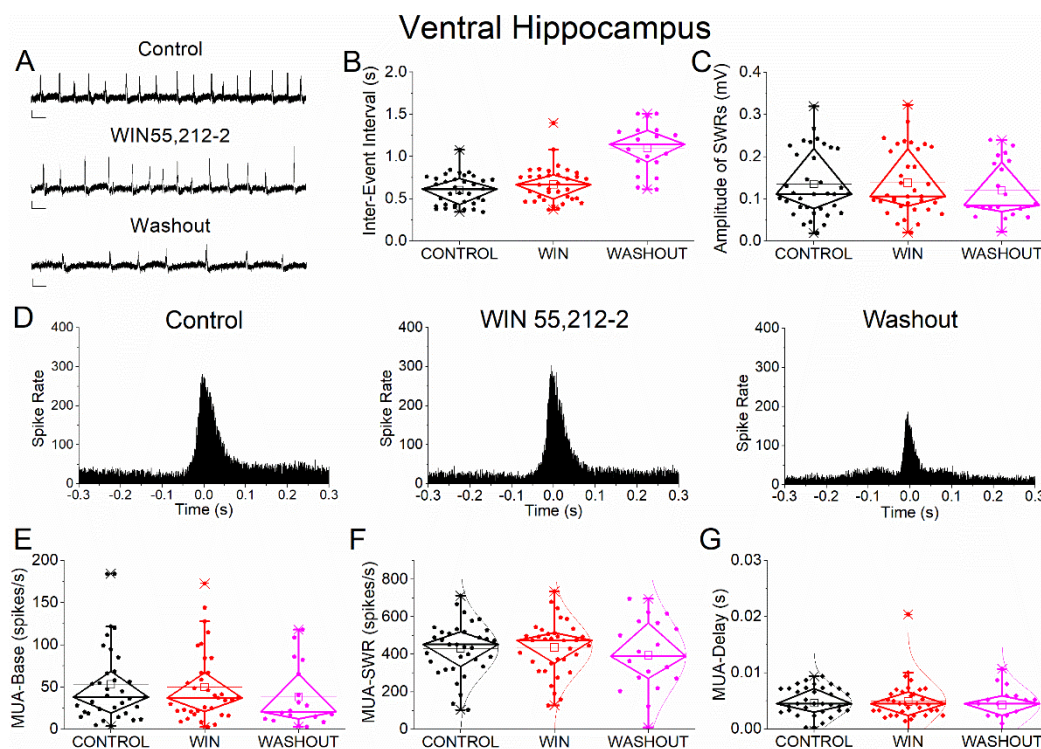 Ventral Hippocampus
A
Control
WIN55,212-2
Washout
B
Inter-Event Interval (s)
2.0
1.5
1.0
0.5
0.0
CONTROL WIN WASHOUT
C
Amplitude of SWRs (mV)
0.4
0.3
0.2
0.1
0.0
CONTROL WIN WASHOUT
D
Control
Spike Rate
400
300
200
100
0
-0.3 -0.2 -0.1 0.0 0.1 0.2 0.3
Time (s)
WIN 55,212-2
Spike Rate
400
300
200
100
0
-0.3 -0.2 -0.1 0.0 0.1 0.2 0.3
Time (s)
Washout
Spike Rate
400
300
200
100
0
-0.3 -0.2 -0.1 0.0 0.1 0.2 0.3
Time (s)
E
MUA-Base (spikes/s)
200
150
100
50
0
CONTROL WIN WASHOUT
F
MUA-SWR (spikes/s)
800
600
400
200
0
CONTROL WIN WASHOUT
G
MUA-Delay (s)
0.03
0.02
0.01
0.00
CONTROL WIN WASHOUT